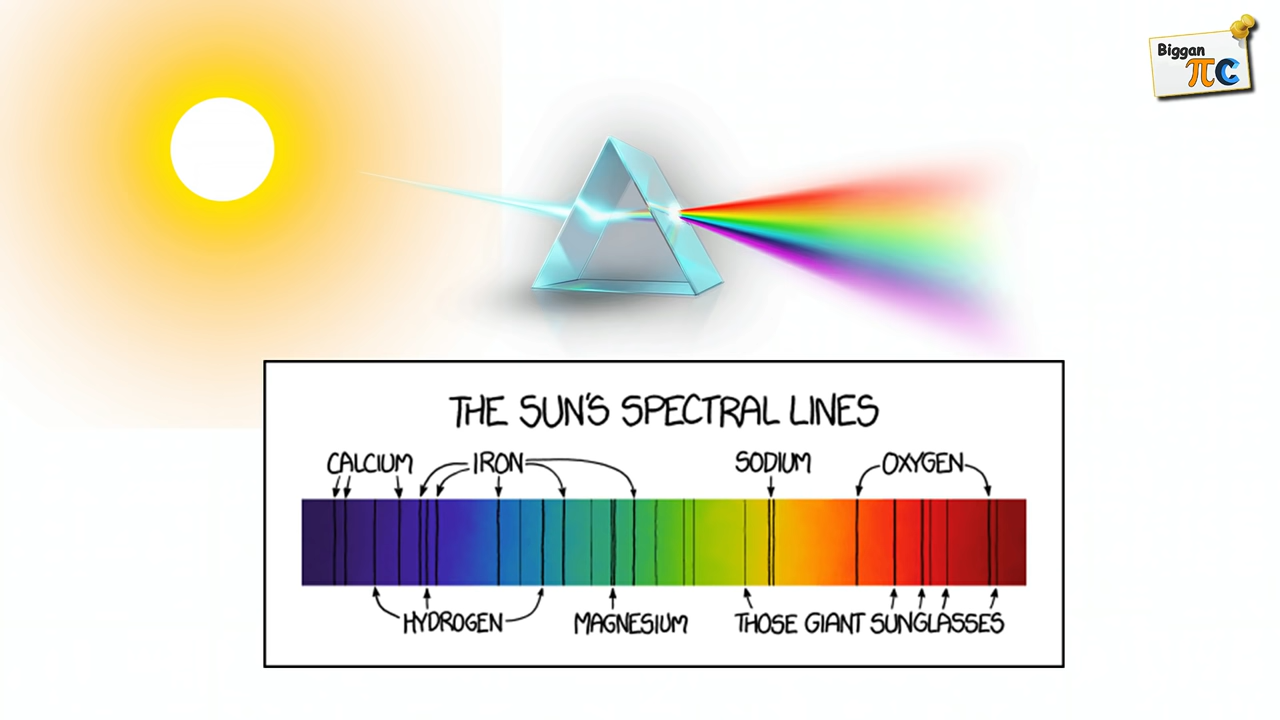 Biggan
πC
THE SUN'S SPECTRAL LINES
CALCIUM IRON SODIUM OXYGEN
HYDROGEN MAGNESIUM THOSE GIANT SUNGLASSES